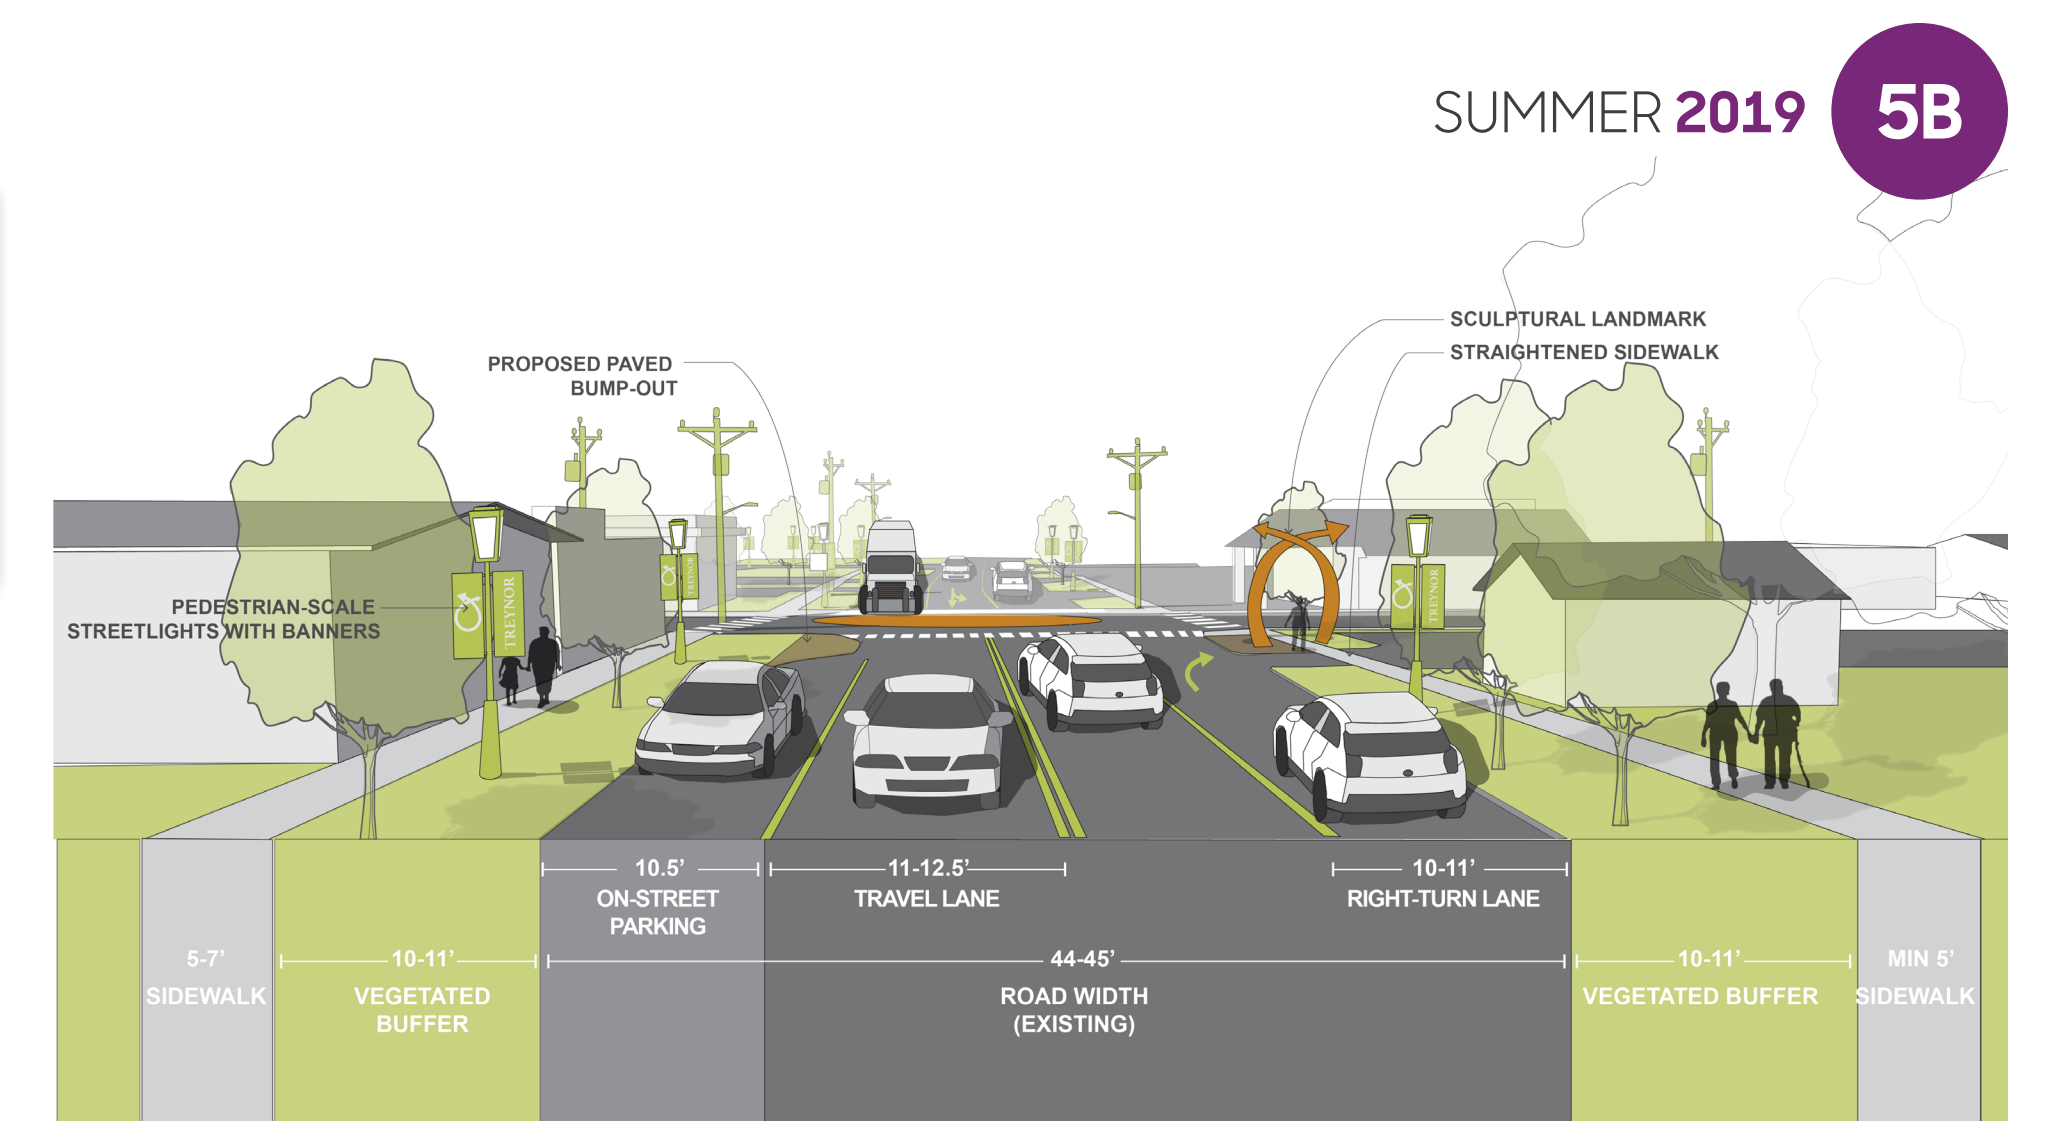 SUMMER 2019
5B
SCULPTURAL LANDMARK
STRAIGHTENED SIDEWALK
PROPOSED PAVED
BUMP-OUT
PEDESTRIAN-SCALE
STREETLIGHTS WITH BANNERS
TREYNOR
TREYNOR
TREYNOR
10.5’
ON-STREET
PARKING
11-12.5’
TRAVEL LANE
10-11’
RIGHT-TURN LANE
5-7’
SIDEWALK
10-11’
VEGETATED
BUFFER
44-45’
ROAD WIDTH
(EXISTING)
10-11’
VEGETATED BUFFER
MIN 5’
SIDEWALK